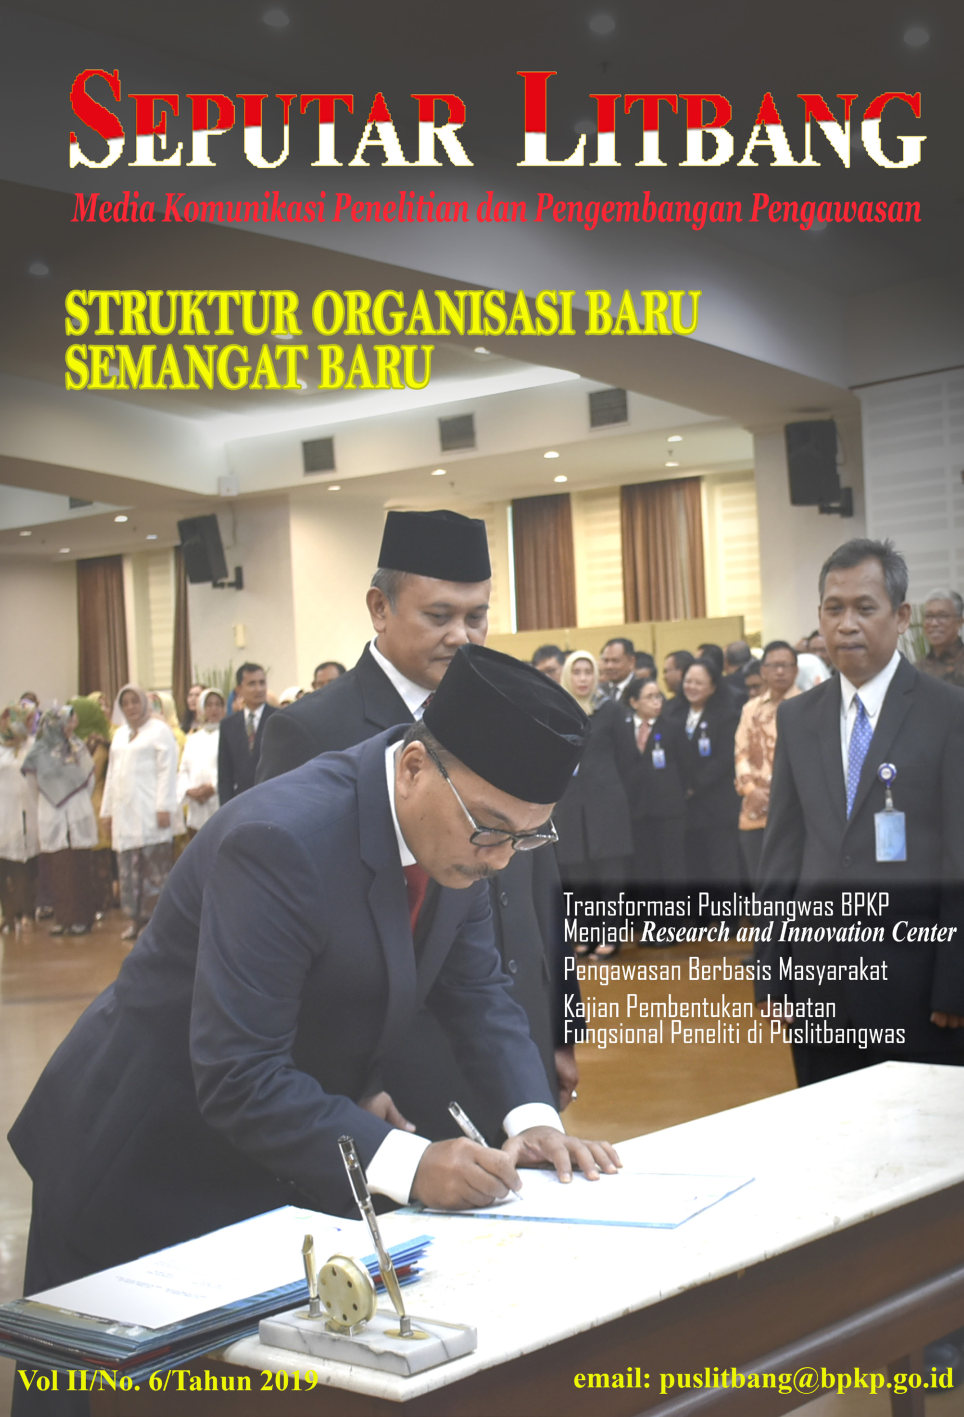 SEPUTAR LITBANG
Media Komunikasi Penelitian dan Pengembangan Pengawasan
STRUKTUR ORGANISASI BARU
SEMANGAT BARU
Transformasi Puslitbangwas BPKP
Menjadi Research and Innovation Center
Pengawasan Berbasis Masyarakat
Kajian Pembentukan Jabatan
Fungsional Peneliti di Puslitbangwas
Vol II/No. 6/Tahun 2019
email: puslitbang@bpkp.go.id